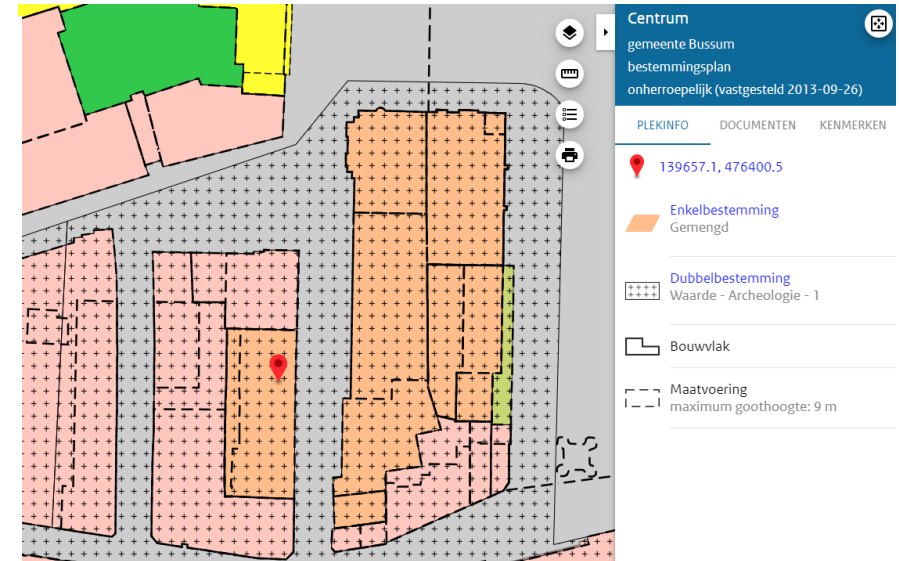 Centrum
gemeente Bussum
bestemmingsplan
onherroepelijk (vastgesteld 2013-09-26)
PLEKINFO DOCUMENTEN KENMERKEN
139657.1, 476400.5
Enkelbestemming
Gemengd
Dubbelbestemming
Waarde - Archeologie - 1
Bouwvlak
Maatvoering
maximum goothoogte: 9 m